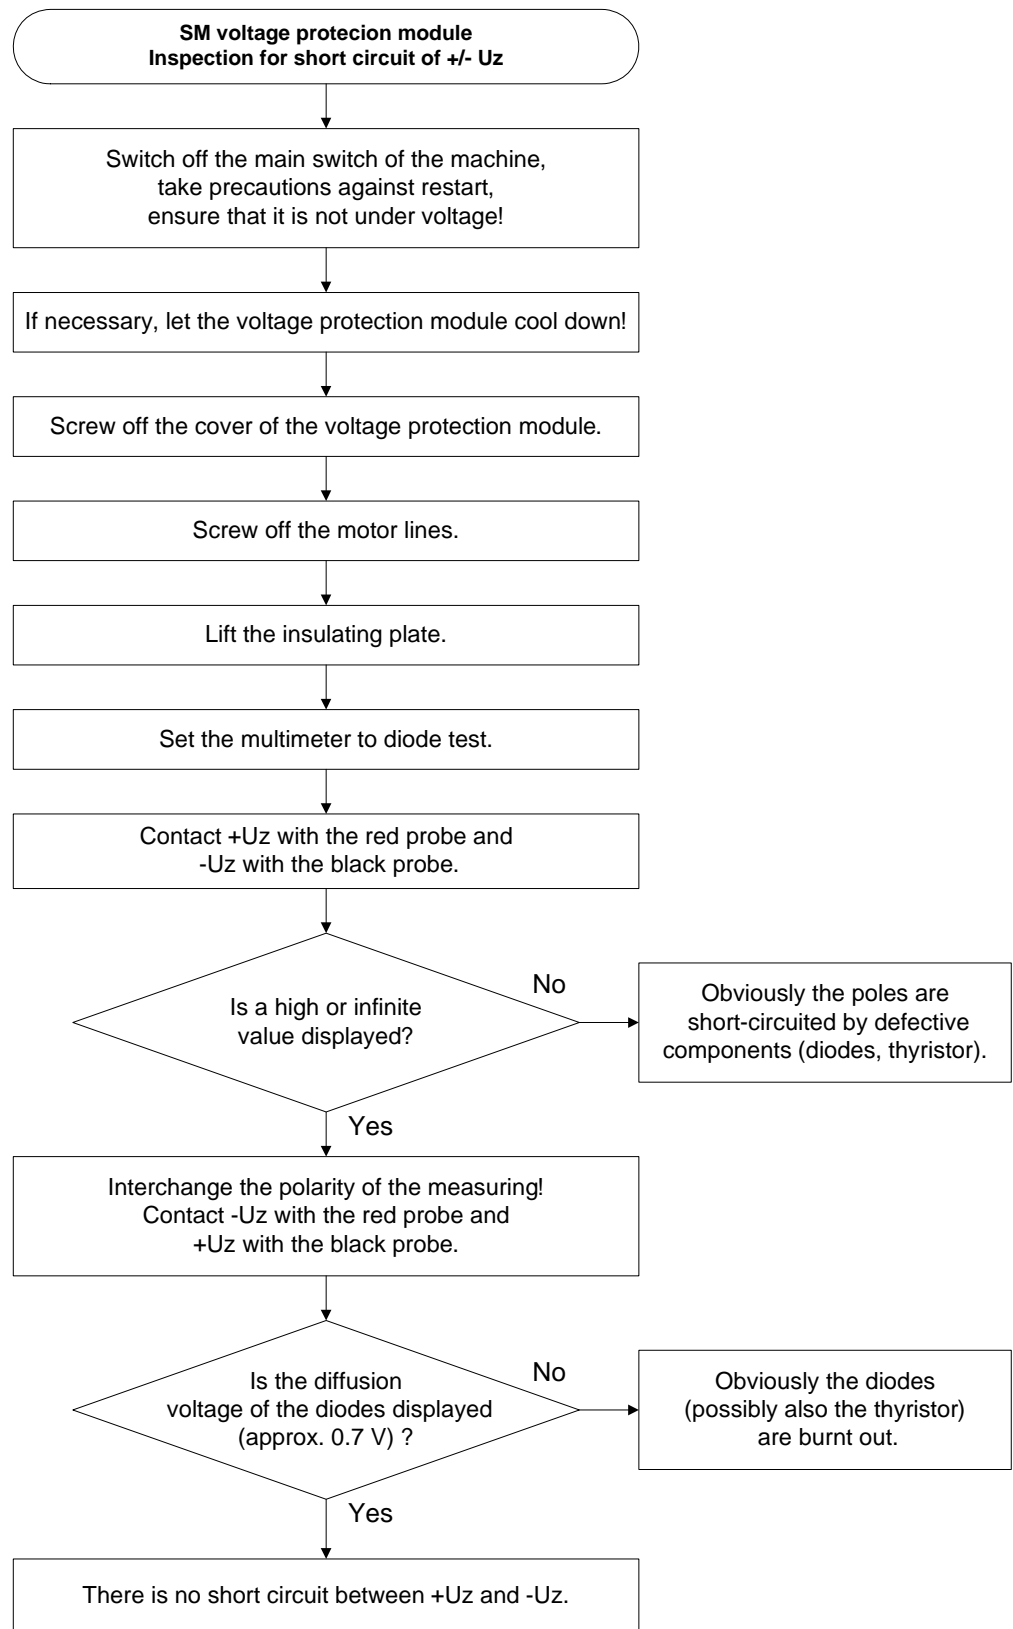 SM voltage protecion module
Inspection for short circuit of +/- Uz
Switch off the main switch of the machine,
take precautions against restart,
ensure that it is not under voltage!
If necessary, let the voltage protection module cool down!
Screw off the cover of the voltage protection module.
Screw off the motor lines.
Lift the insulating plate.
Set the multimeter to diode test.
Contact +Uz with the red probe and
-Uz with the black probe.
Is a high or infinite
value displayed?
No
Obviously the poles are
short-circuited by defective
components (diodes, thyristor).
Yes
Interchange the polarity of the measuring!
Contact -Uz with the red probe and
+Uz with the black probe.
Is the diffusion
voltage of the diodes displayed
(approx. 0.7 V) ?
No
Obviously the diodes
(possibly also the thyristor)
are burnt out.
Yes
There is no short circuit between +Uz and -Uz.